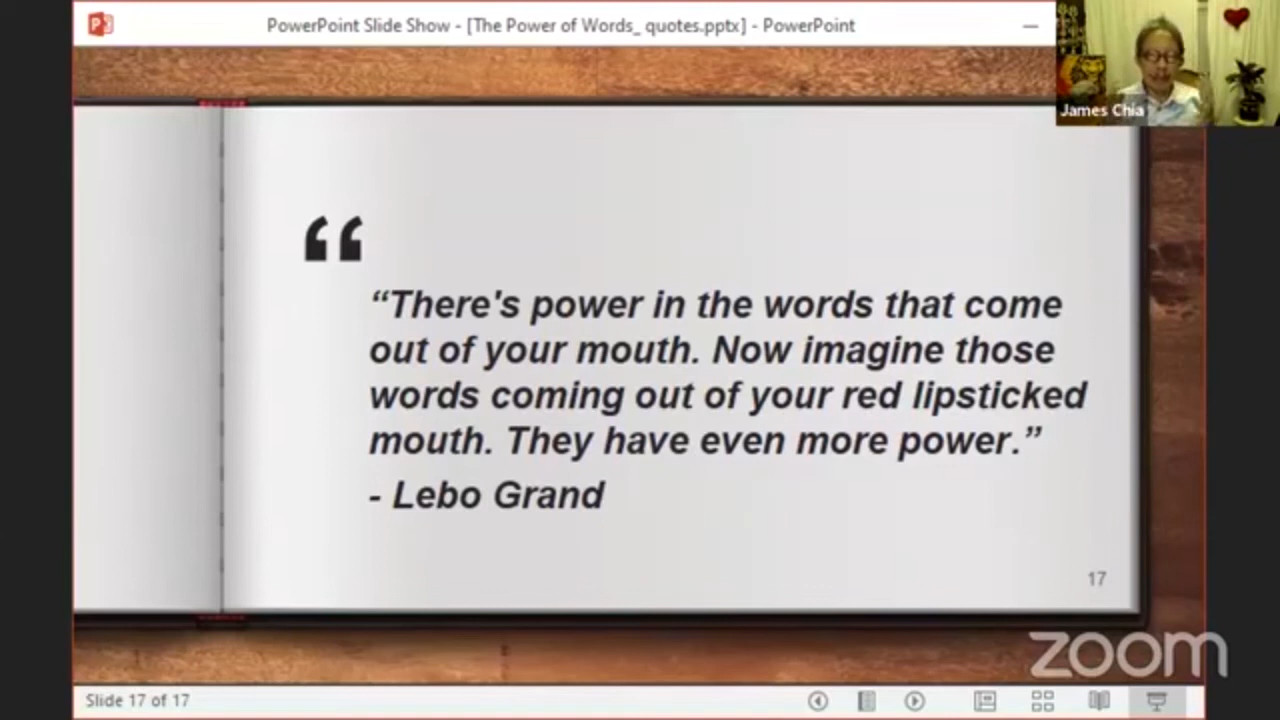 PowerPoint Slide Show - [The Power of Words_ quotes.pptx] - PowerPoint
James Chia
“
“There's power in the words that come
out of your mouth. Now imagine those
words coming out of your red lipsticked
mouth. They have even more power.”
- Lebo Grand
17
zoom
Slide 17 of 17